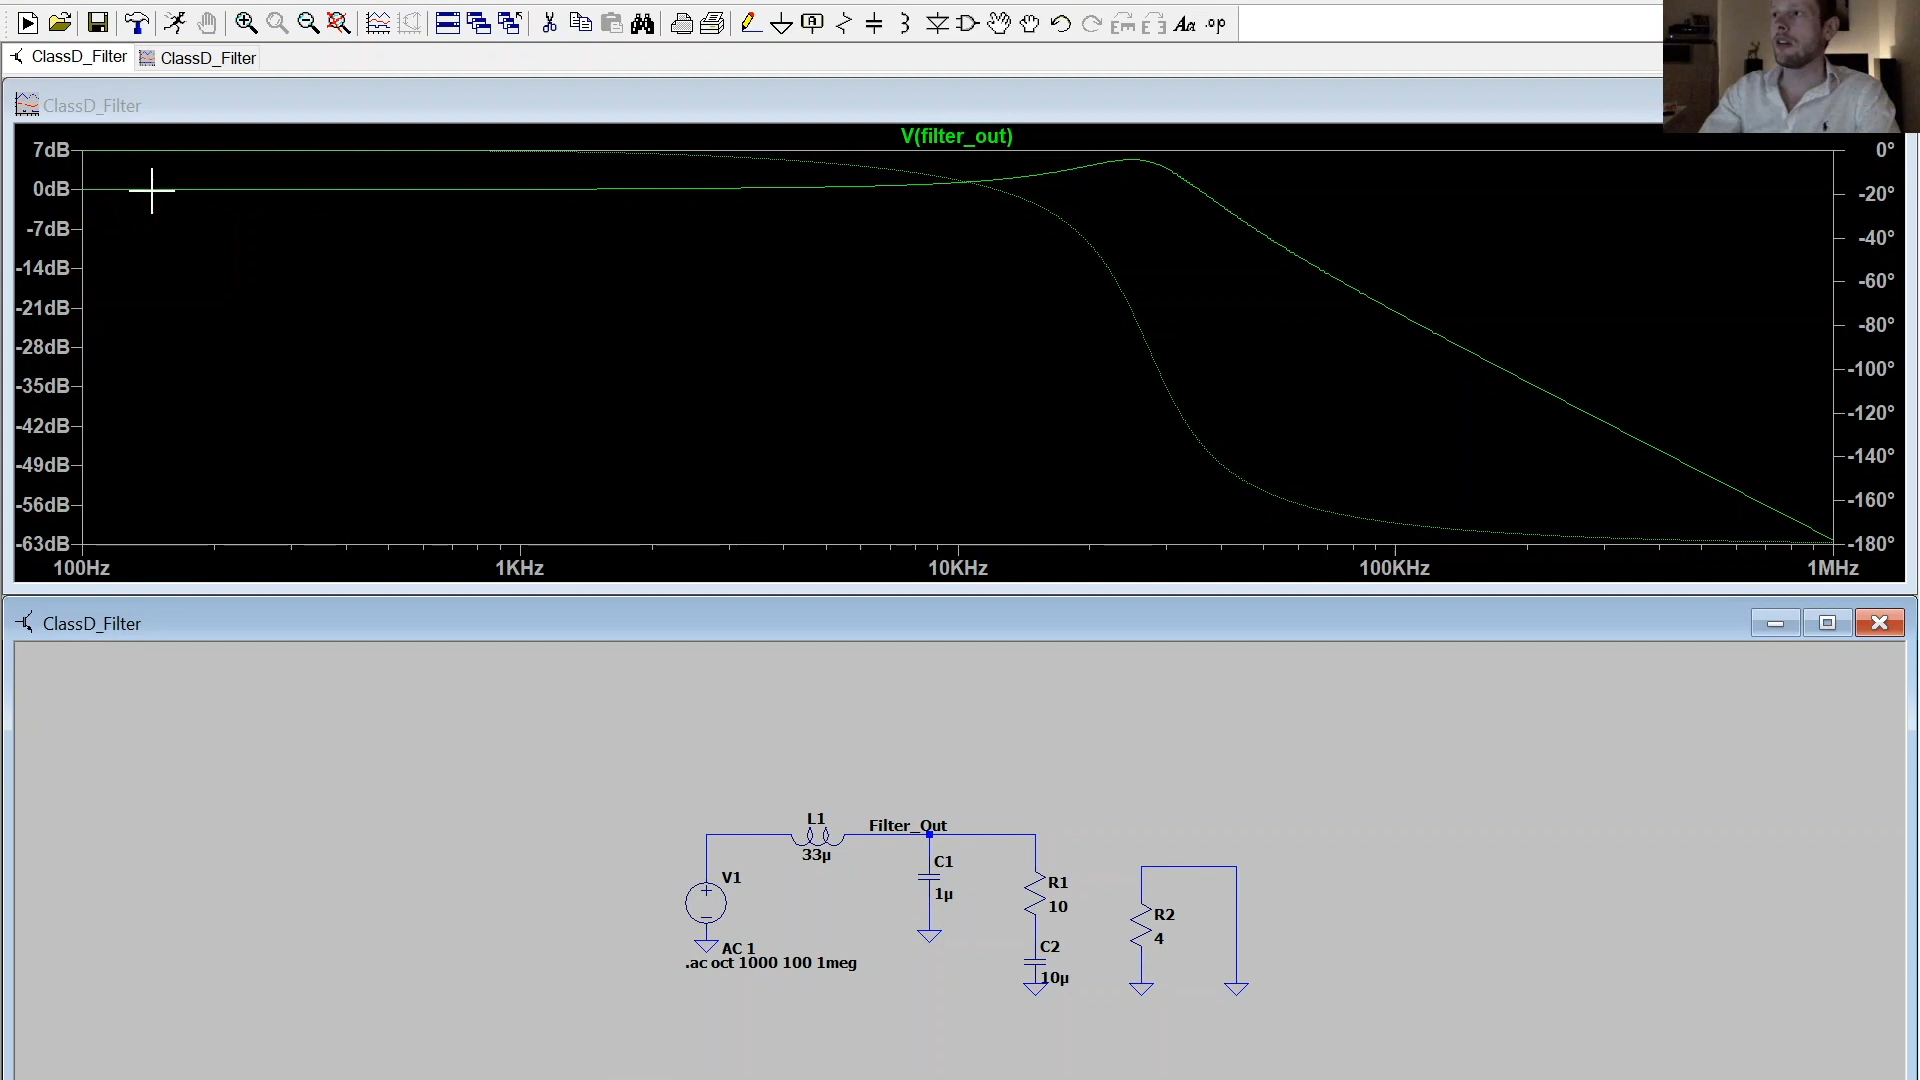 Aa .op
ClassD_Filter ClassD_Filter
ClassD_Filter
V(filter_out)
7dB 0°
0dB -20°
-7dB -40°
-14dB -60°
-21dB -80°
-28dB -100°
-35dB -120°
-42dB -140°
-49dB -160°
-56dB
-63dB -180°
100Hz 1KHz 10KHz 100KHz 1MHz
ClassD_Filter
L1 Filter_Out
33µ
C1
1µ
V1
R1
10
R2
4
C2
10µ
AC 1
.ac oct 1000 100 1meg